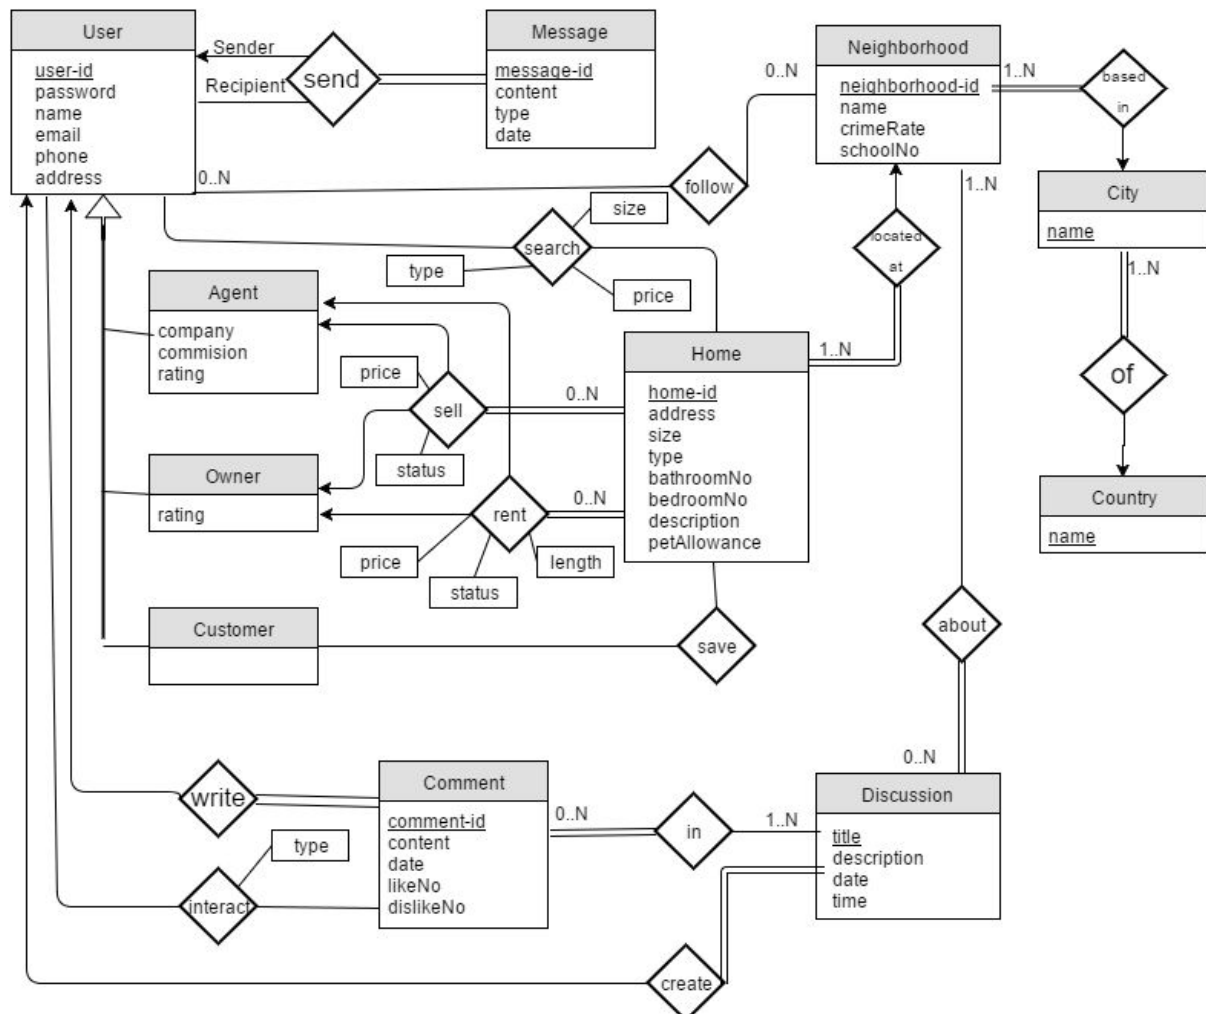 User
user-id
password
name
email
phone
address
Sender
Recipient
send
Message
message-id
content
type
date
Neighborhood
neighborhood-id
name
crimeRate
schoolNo
0..N
1..N
based
in
0..N
follow
1..N
City
name
1..N
size
search
type
price
located
at
Agent
company
commision
rating
price
sell
status
0..N
Home
home-id
address
size
type
bathroomNo
bedroomNo
description
petAllowance
1..N
of
Owner
rating
rent
0..N
price
status
length
Country
name
Customer
save
about
write
Comment
comment-id
content
date
likeNo
dislikeNo
0..N
in
1..N
0..N
Discussion
title
description
date
time
type
interact
create